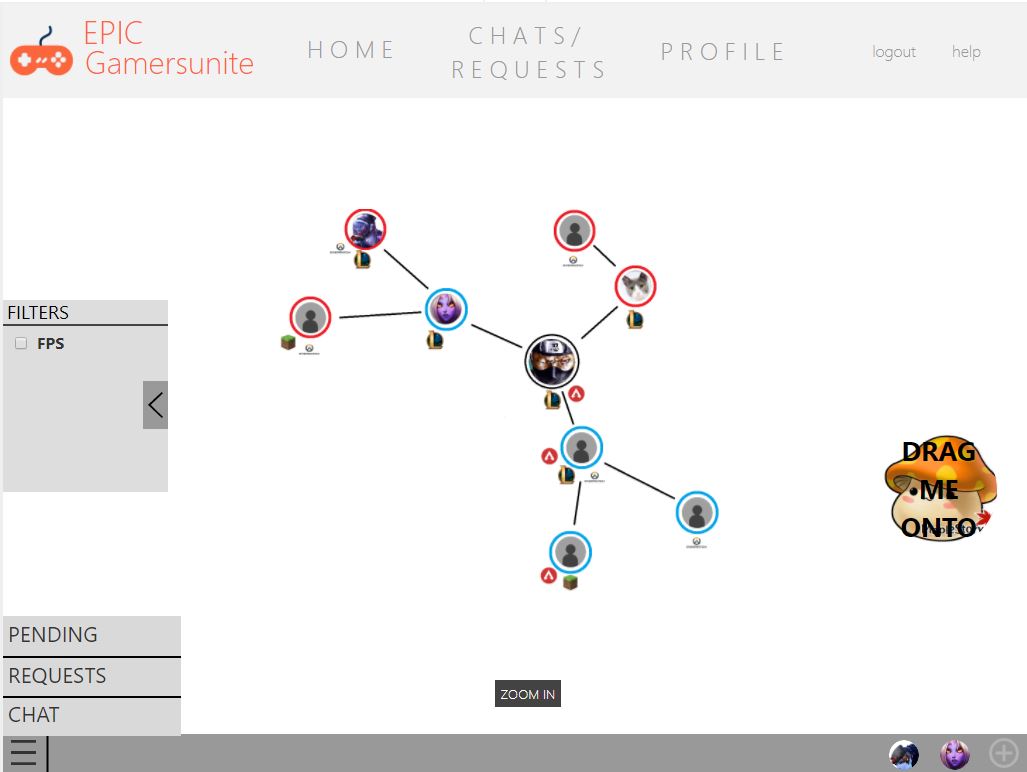 EPIC
Gamersunite
HOME
CHATS/
REQUESTS
PROFILE
logout
help
FILTERS
FPS
DRAG
ME
ONTO
PENDING
REQUESTS
CHAT
ZOOM IN